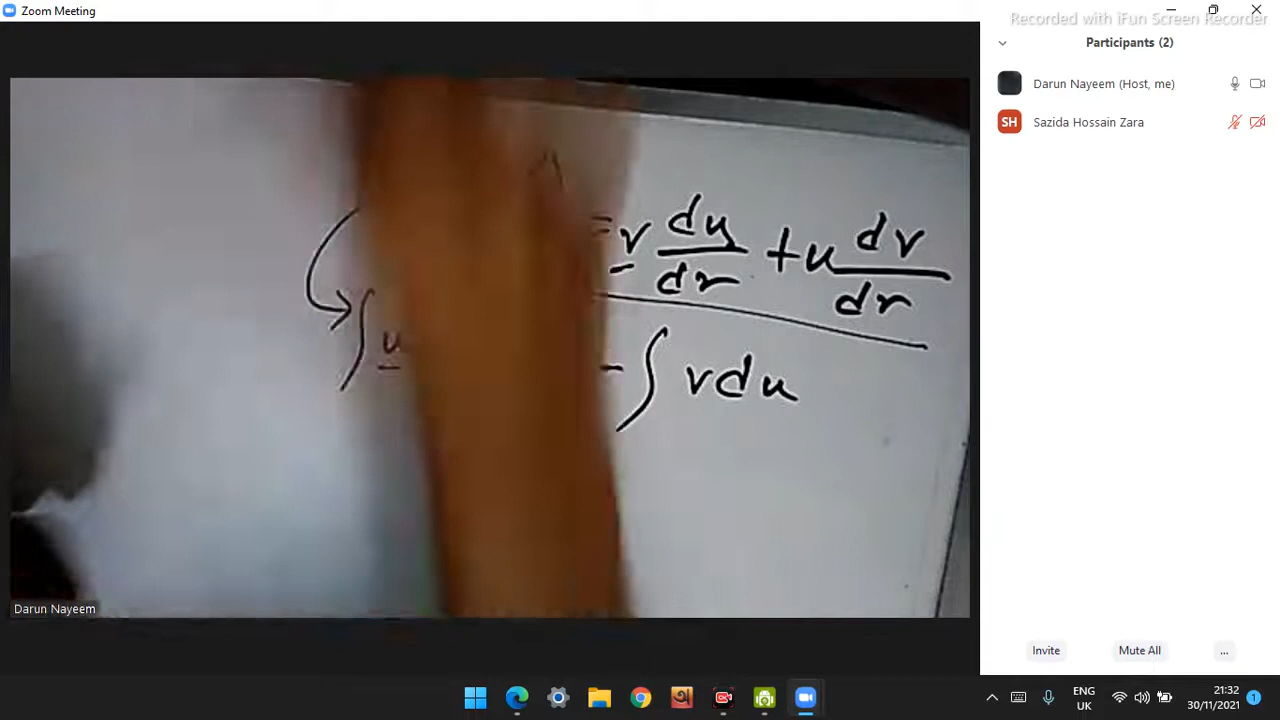 Zoom Meeting
Recorded with iFun Screen Recorder
Participants (2)
Darun Nayeem (Host, me)
SH Sazida Hossain Zara
= v du/dr + u dv/dr
∫ u
- ∫ v du
Darun Nayeem
Invite Mute All ...
অ
ENG
UK
21:32
30/11/2021
1